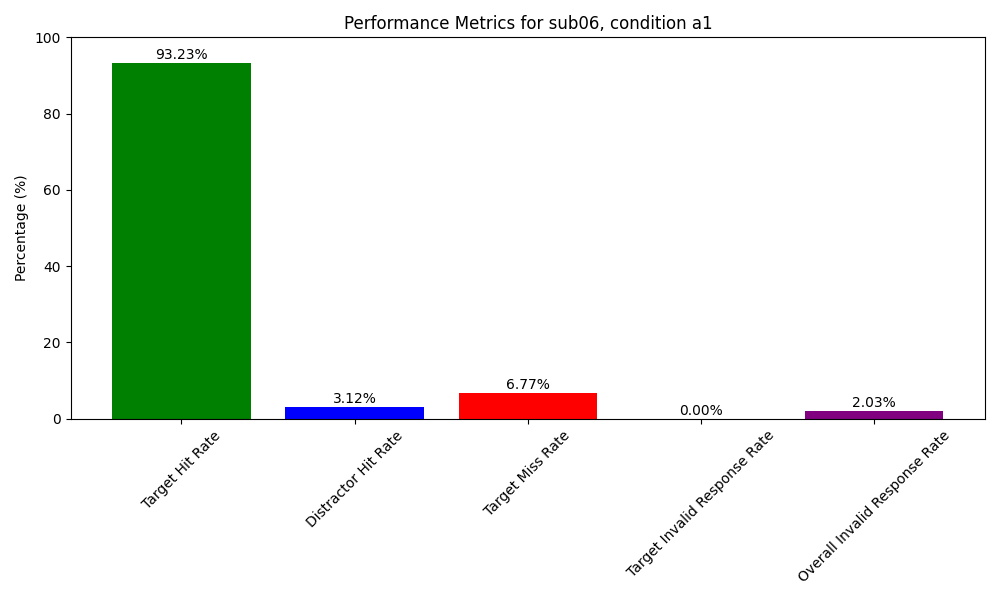 Performance Metrics for sub06, condition a1
Percentage (%)
100
80
60
40
20
0
93.23%
3.12%
6.77%
0.00%
2.03%
Target Hit Rate
Distractor Hit Rate
Target Miss Rate
Target Invalid Response Rate
Overall Invalid Response Rate